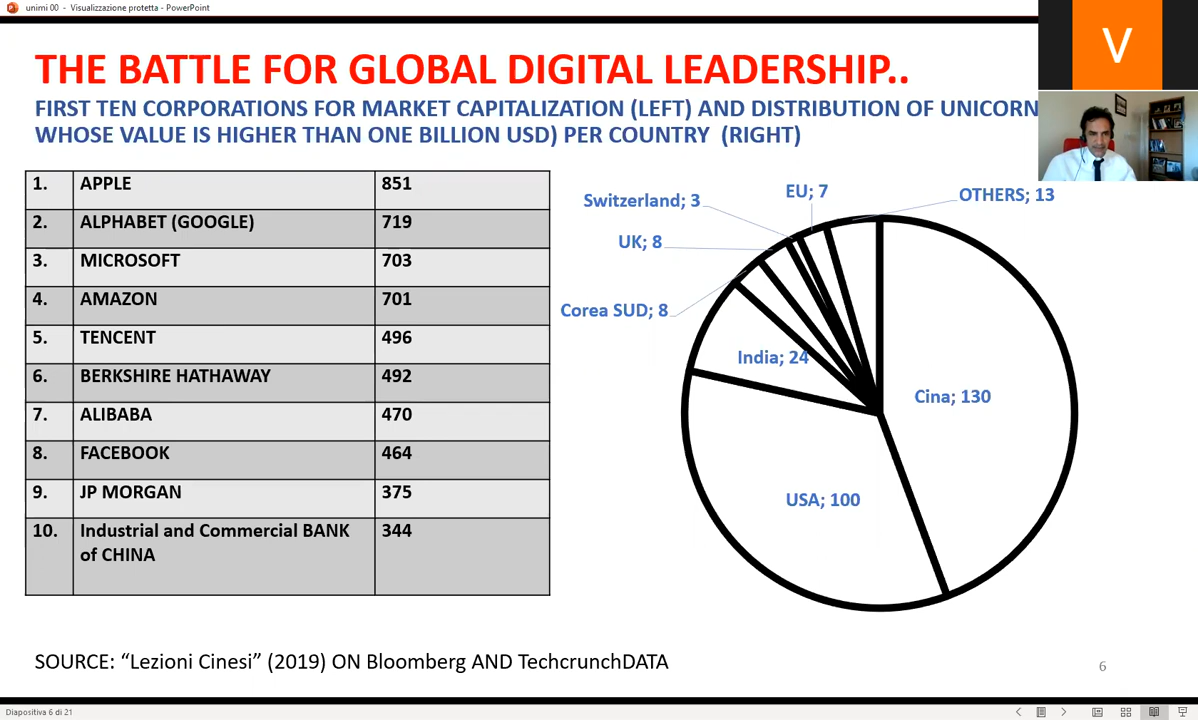 unimi 00 - Visualizzazione protetta - PowerPoint
V
THE BATTLE FOR GLOBAL DIGITAL LEADERSHIP..
FIRST TEN CORPORATIONS FOR MARKET CAPITALIZATION (LEFT) AND DISTRIBUTION OF UNICORN
WHOSE VALUE IS HIGHER THAN ONE BILLION USD) PER COUNTRY (RIGHT)
1. APPLE 851
2. ALPHABET (GOOGLE) 719
3. MICROSOFT 703
4. AMAZON 701
5. TENCENT 496
6. BERKSHIRE HATHAWAY 492
7. ALIBABA 470
8. FACEBOOK 464
9. JP MORGAN 375
10. Industrial and Commercial BANK 344
of CHINA
EU; 7
OTHERS; 13
Switzerland; 3
UK; 8
Corea SUD; 8
India; 24
Cina; 130
USA; 100
SOURCE: “Lezioni Cinesi” (2019) ON Bloomberg AND TechcrunchDATA
6
Diapositiva 6 di 21